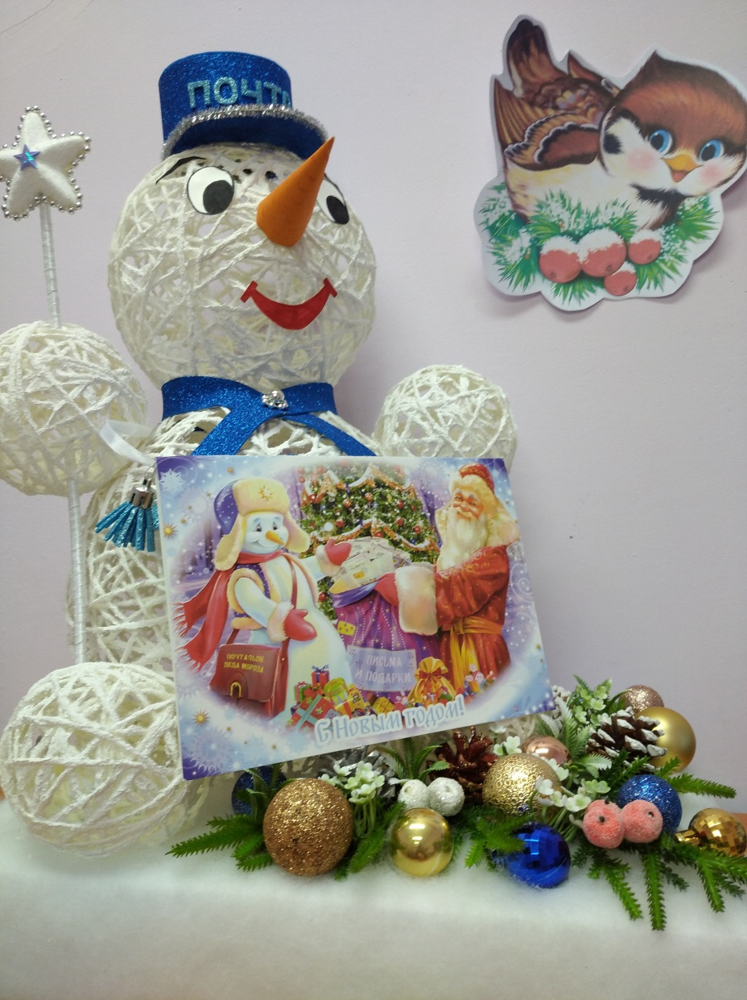 ПОЧТА
ПОЧТАЛЬОН
ДЕДА МОРОЗА
ПИСЬМА
И ПОДАРКИ
С Новым годом!